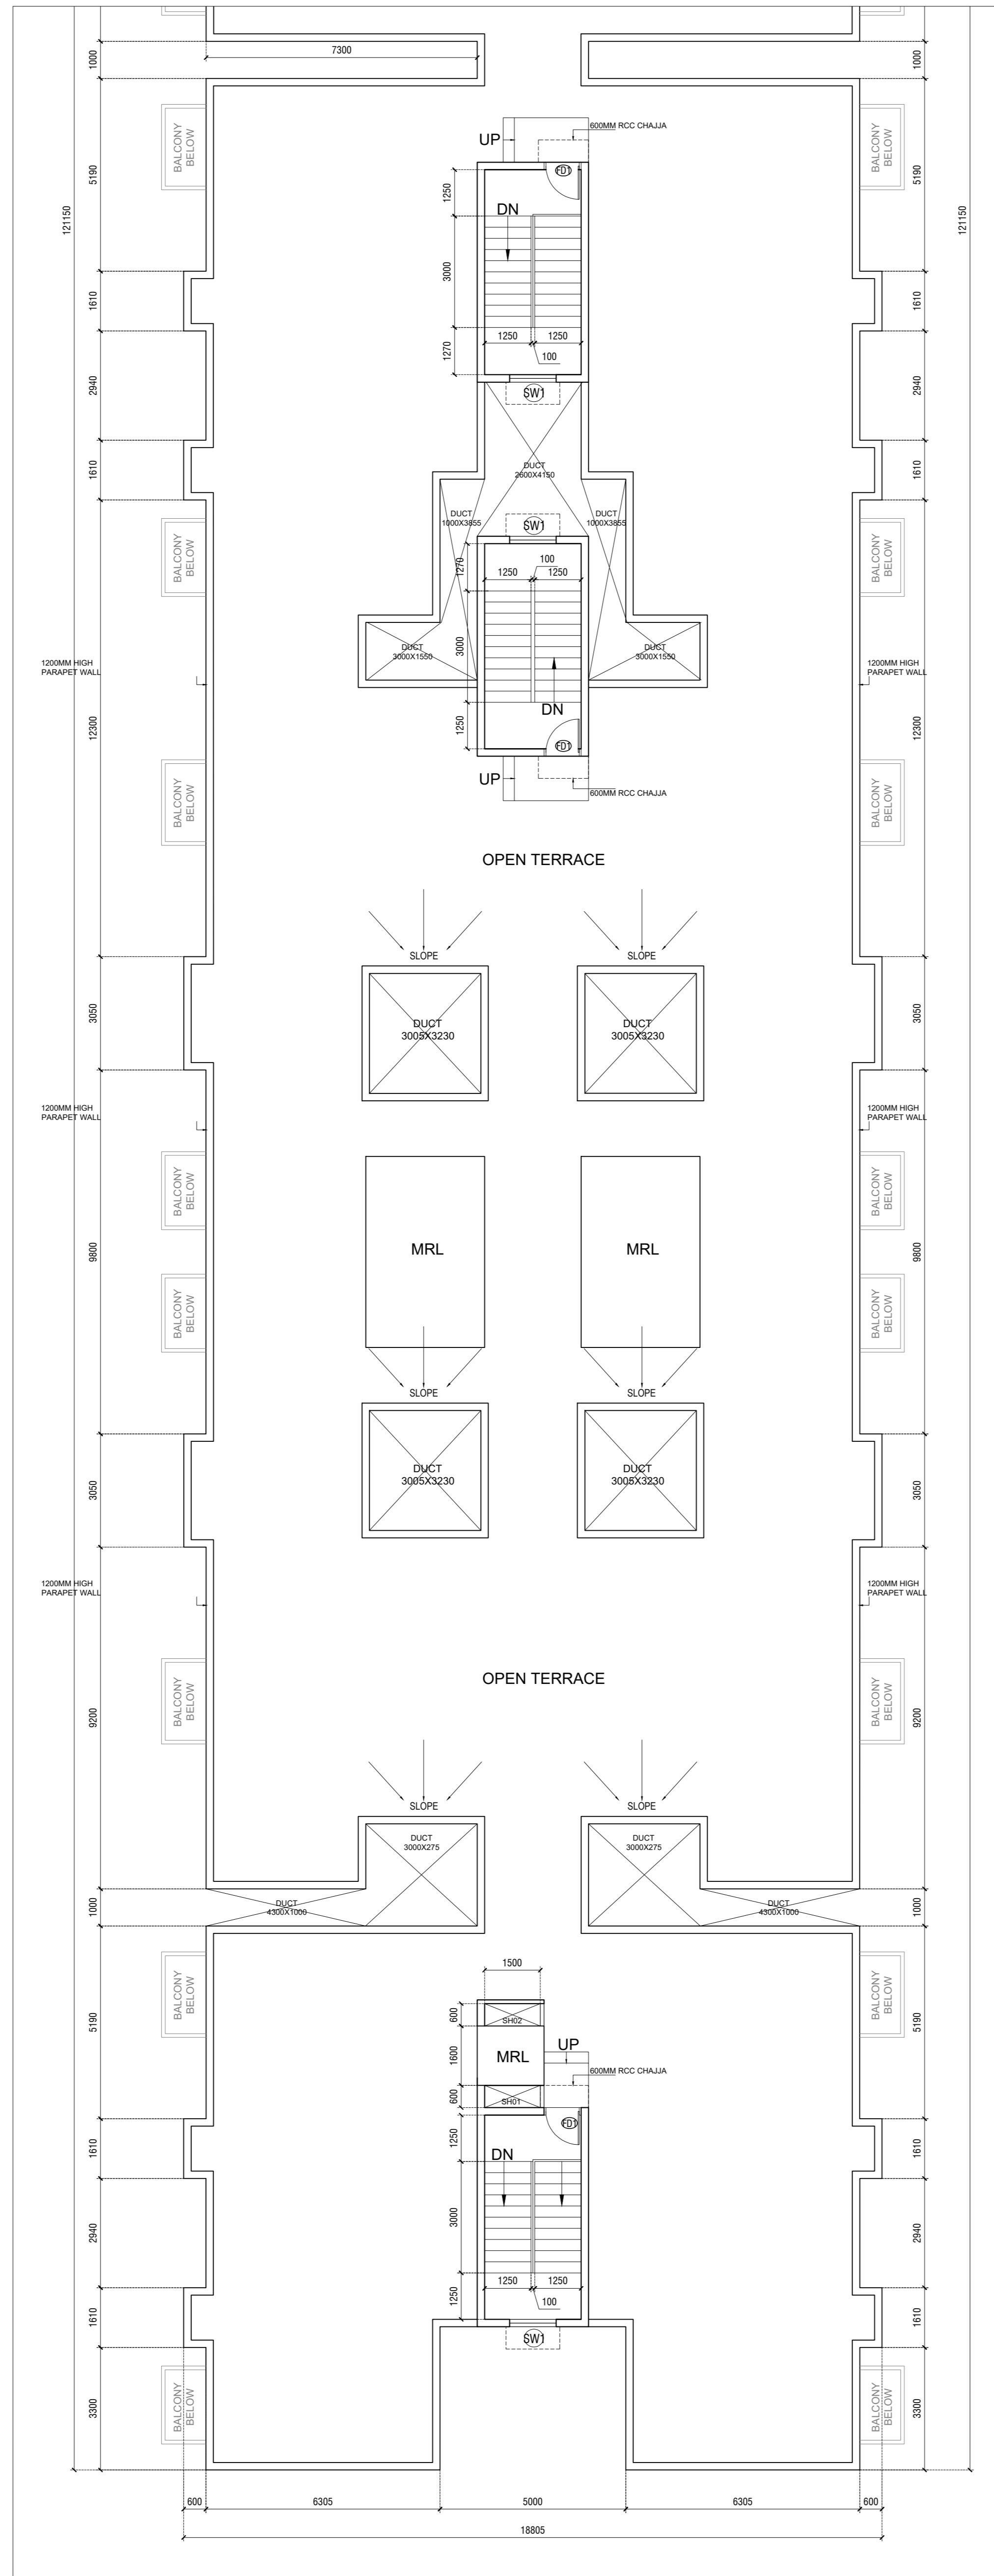 7300
1000
1000
BALCONY
BELOW
BALCONY
BELOW
600MM RCC CHAJJA
UP
FD1
5190
5190
121150
121150
1250
DN
3000
1610
1610
1250
1250
1270
100
2940
2940
SW1
1610
1610
DUCT
2600X4150
DUCT
1000X3855
DUCT
1000X3855
SW1
BALCONY
BELOW
BALCONY
BELOW
100
1270
1250
1250
3000
DUCT
3000X1550
DUCT
3000X1550
1200MM HIGH
PARAPET WALL
1200MM HIGH
PARAPET WALL
DN
12300
12300
1250
FD1
UP
600MM RCC CHAJJA
BALCONY
BELOW
BALCONY
BELOW
OPEN TERRACE
SLOPE
SLOPE
3050
3050
DUCT
3005X3230
DUCT
3005X3230
1200MM HIGH
PARAPET WALL
1200MM HIGH
PARAPET WALL
BALCONY
BELOW
BALCONY
BELOW
MRL
MRL
9800
9800
BALCONY
BELOW
BALCONY
BELOW
SLOPE
SLOPE
DUCT
3005X3230
DUCT
3005X3230
3050
3050
1200MM HIGH
PARAPET WALL
1200MM HIGH
PARAPET WALL
OPEN TERRACE
BALCONY
BELOW
BALCONY
BELOW
9200
9200
SLOPE
SLOPE
DUCT
3000X275
DUCT
3000X275
DUCT
4300X1000
DUCT
4300X1000
1000
1000
1500
BALCONY
BELOW
BALCONY
BELOW
600
SH02
5190
5190
UP
MRL
1600
600MM RCC CHAJJA
600
SH01
FD1
1250
1610
1610
DN
3000
2940
2940
1250
1250
1250
100
1610
1610
SW1
BALCONY
BELOW
BALCONY
BELOW
3300
3300
600
6305
5000
6305
600
18805